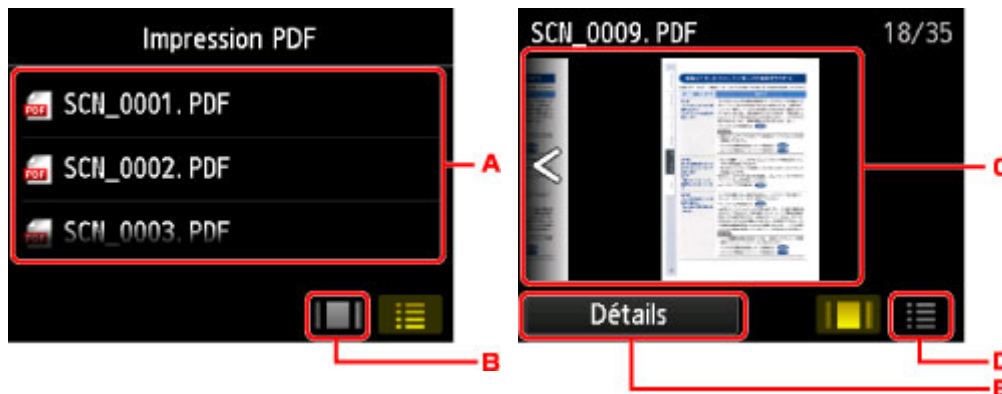 Impression PDF
SCN_0001.PDF
SCN_0002.PDF
SCN_0003.PDF
A
B
SCN_0009.PDF
18/35
C
Détails
D
E